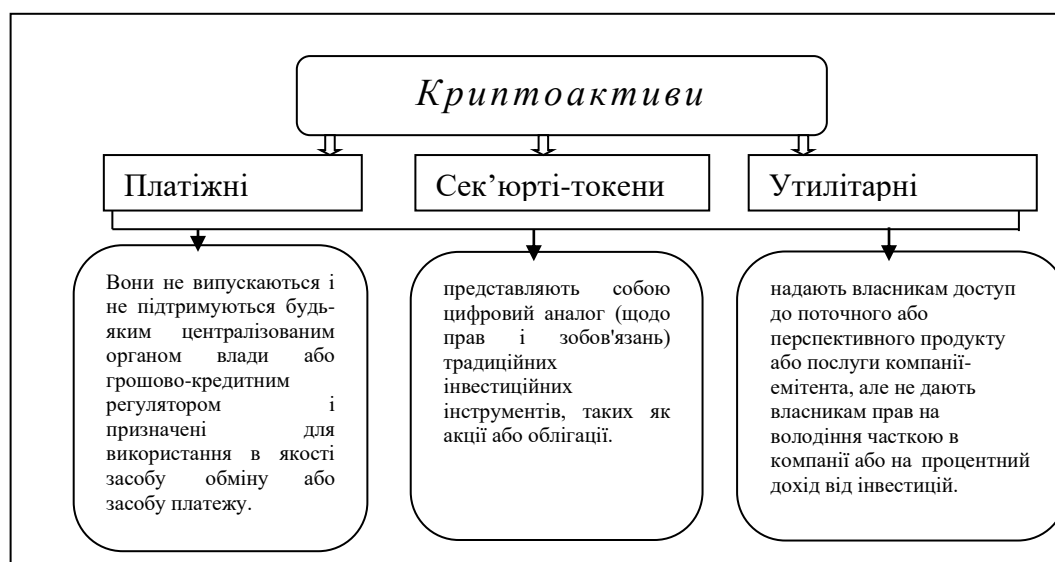 Криптоактиви
Платіжні
Сек’юрті-токени
Утилітарні
Вони не випускаються і
не підтримуються будь-
яким централізованим
органом влади або
грошово-кредитним
регулятором і
призначені для
використання в якості
засобу обміну або
засобу платежу.
представляють собою
цифровий аналог (щодо
прав і зобов'язань)
традиційних
інвестиційних
інструментів, таких як
акції або облігації.
надають власникам доступ
до поточного або
перспективного продукту
або послуги компанії-
емітента, але не дають
власникам прав на
володіння часткою в
компанії або на процентний
дохід від інвестицій.